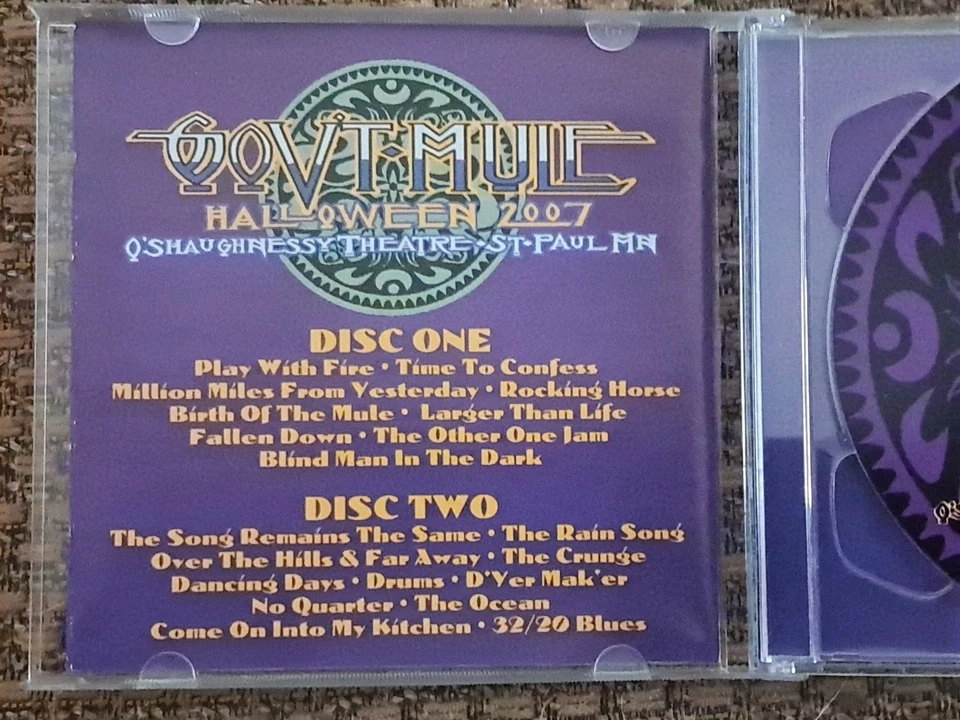 GOV'T MULE
HALLOWEEN 2007
O'SHAUGHNESSY THEATRE • ST• PAUL MN
DISC ONE
Play With Fire • Time To Confess
Million Miles From Yesterday • Rocking Horse
Birth Of The Mule • Larger Than Life
Fallen Down • The Other One Jam
Blind Man In The Dark
DISC TWO
The Song Remains The Same • The Rain Song
Over The Hills & Far Away • The Crunge
Dancing Days • Drums • D'Yer Mak'er
No Quarter • The Ocean
Come On Into My Kitchen • 32/20 Blues